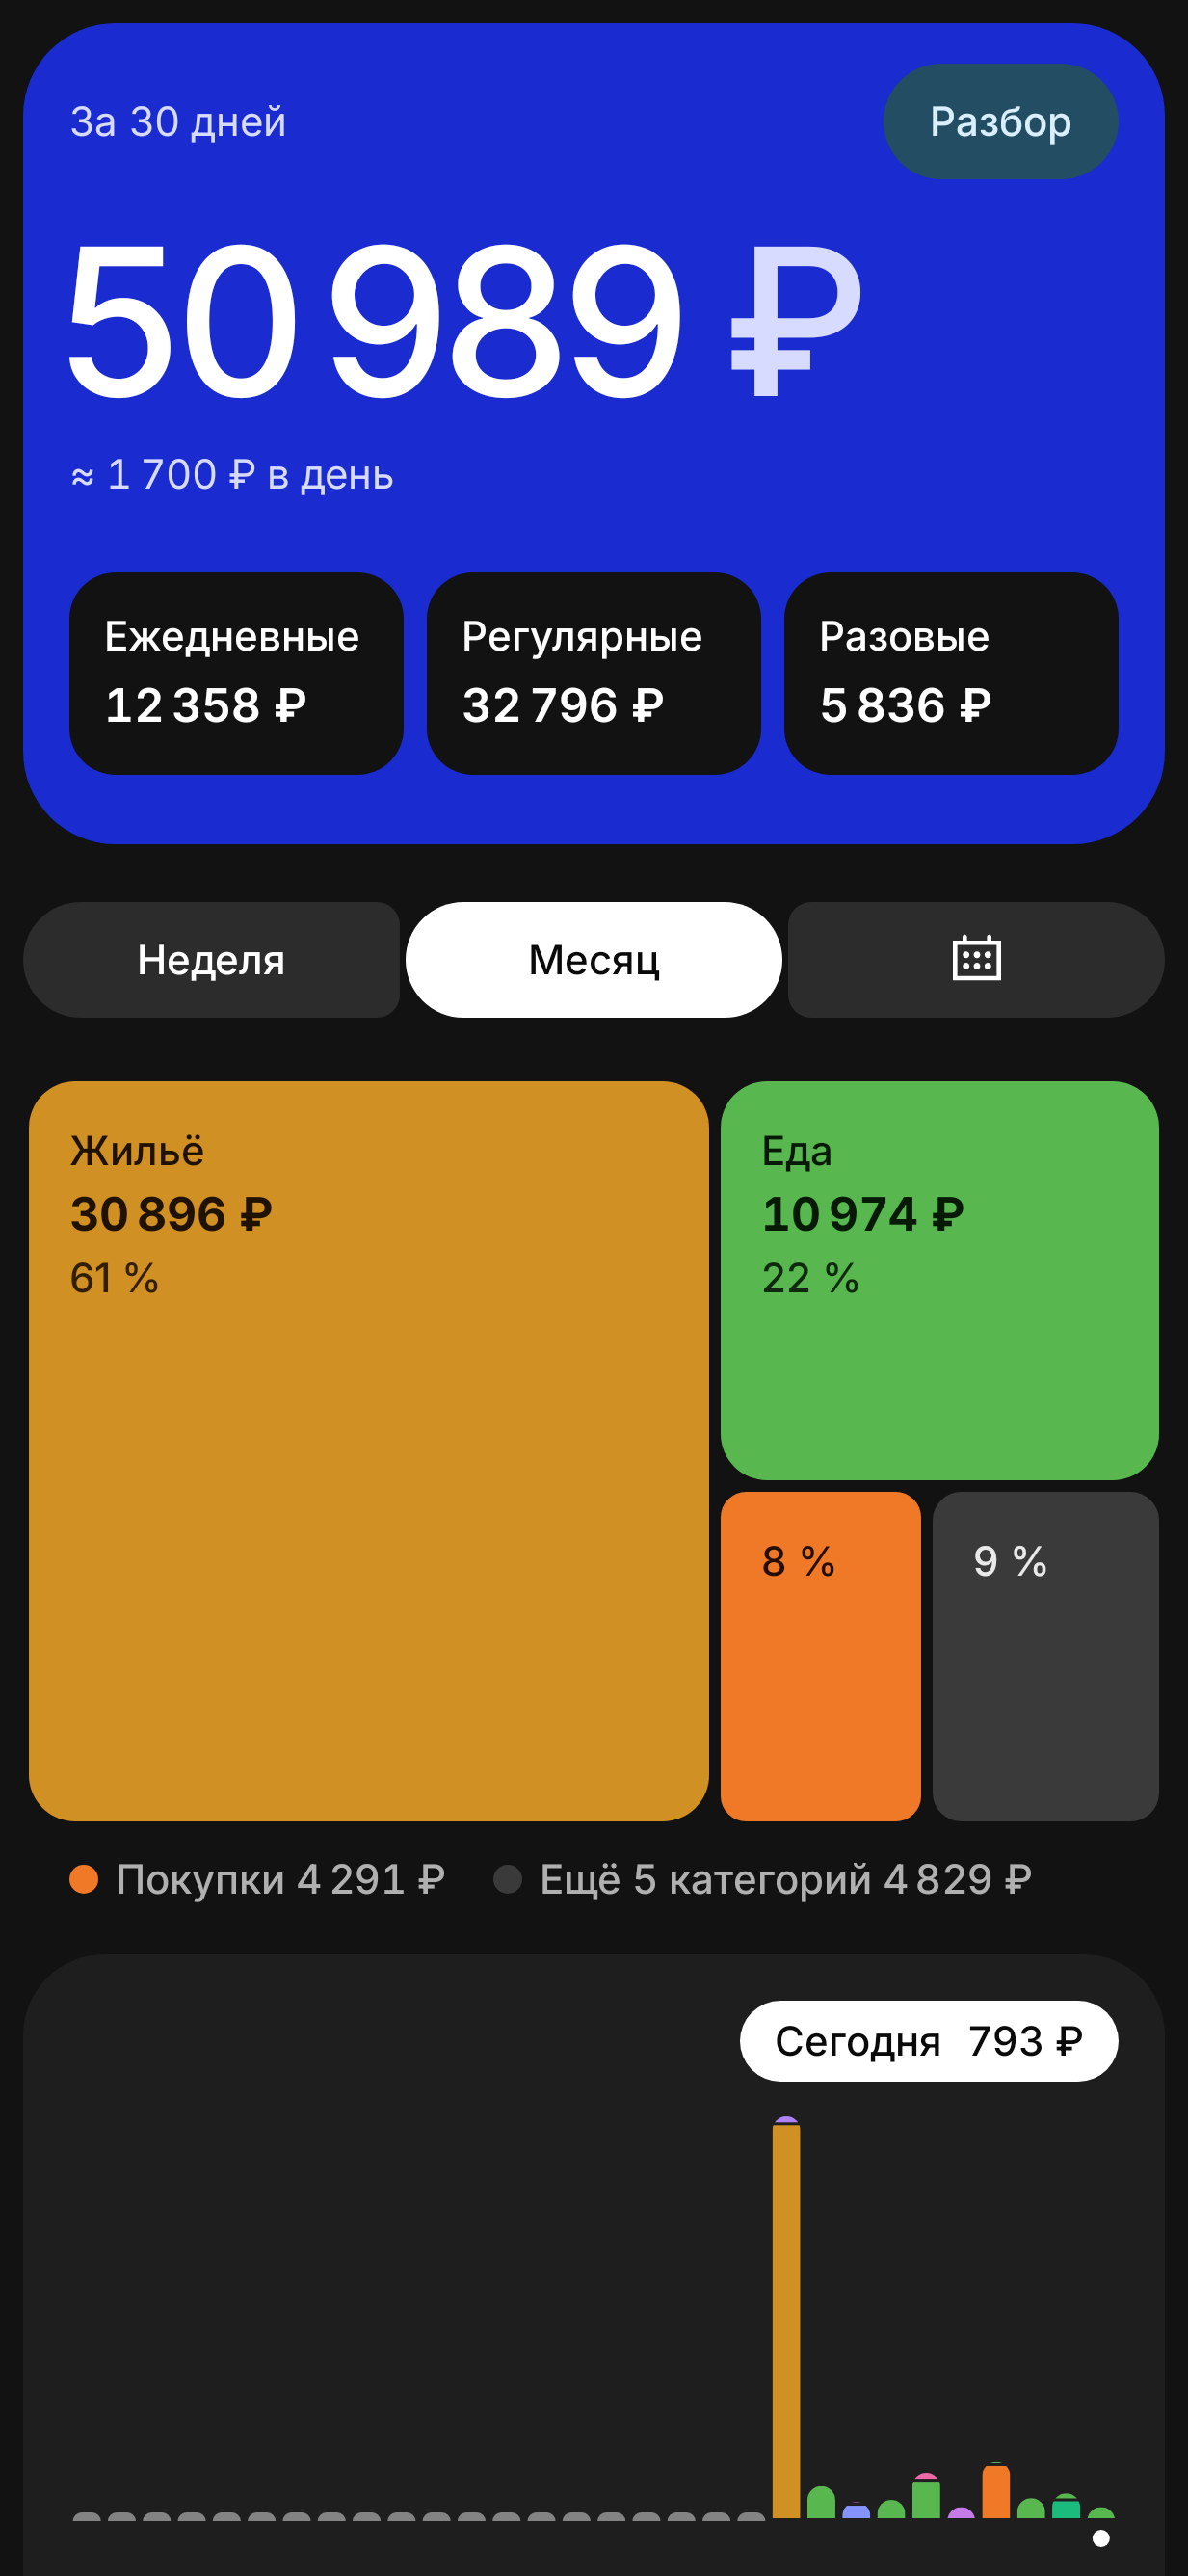 За 30 дней
Разбор
50 989 ₽
≈ 1 700 ₽ в день
Ежедневные
12 358 ₽
Регулярные
32 796 ₽
Разовые
5 836 ₽
Неделя
Месяц
Жильё
30 896 ₽
61 %
Еда
10 974 ₽
22 %
8 %
9 %
Покупки 4 291 ₽
Ещё 5 категорий 4 829 ₽
Сегодня 793 ₽